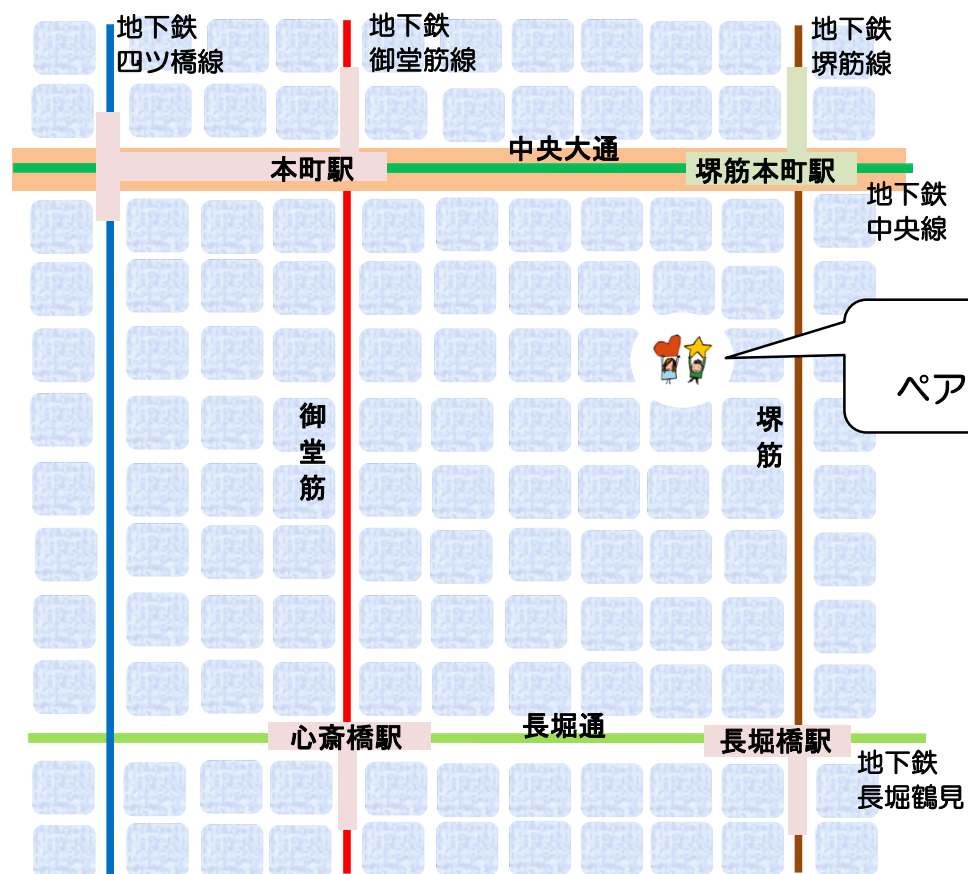 地下鉄
四ツ橋線
地下鉄
御堂筋線
地下鉄
堺筋線
中央大通
本町駅
堺筋本町駅
地下鉄
中央線
ペア
御堂筋
堺筋
長堀通
心斎橋駅
長堀橋駅
地下鉄
長堀鶴見